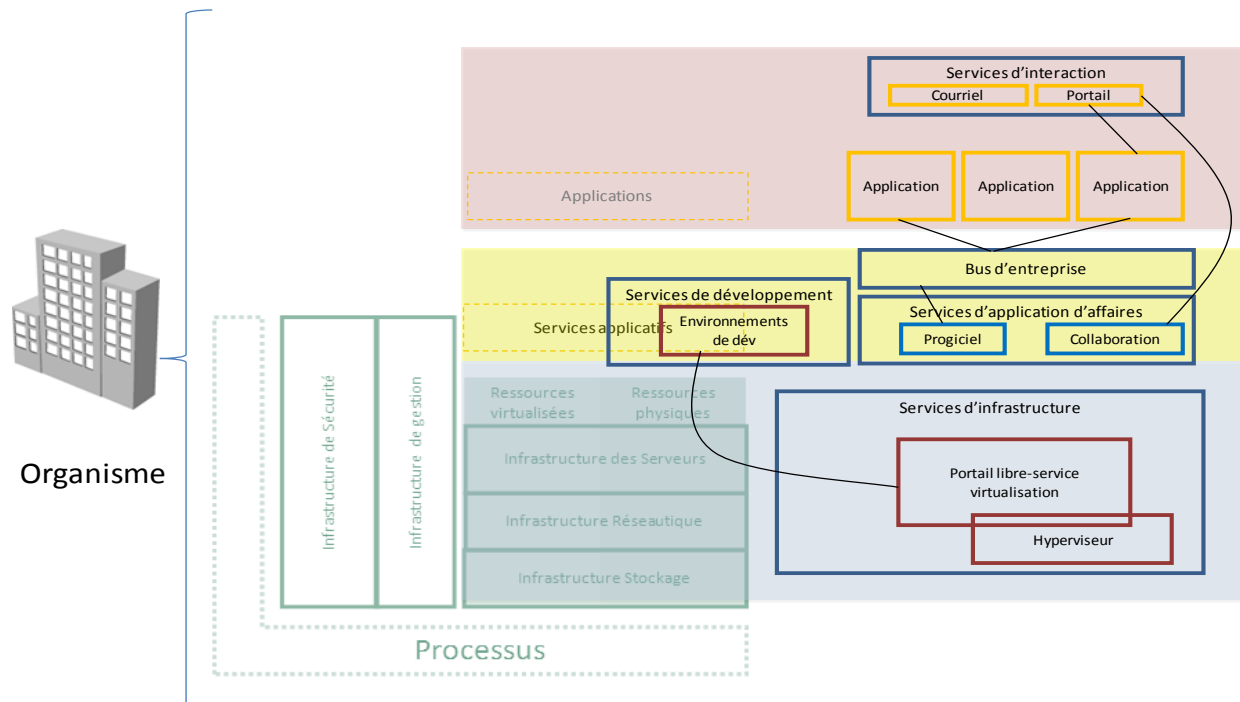 Services d'interaction
Courriel
Portail
Applications
Application
Application
Application
Bus d'entreprise
Services de développement
Services applicatifs
Environnements
de dév
Services d'application d'affaires
Progiciel
Collaboration
Organisme
Infrastructure de Sécurité
Infrastructure de gestion
Ressources
virtualisées
Ressources
physiques
Infrastructure des Serveurs
Infrastructure Réseautique
Infrastructure Stockage
Services d'infrastructure
Portail libre-service
virtualisation
Hyperviseur
Processus